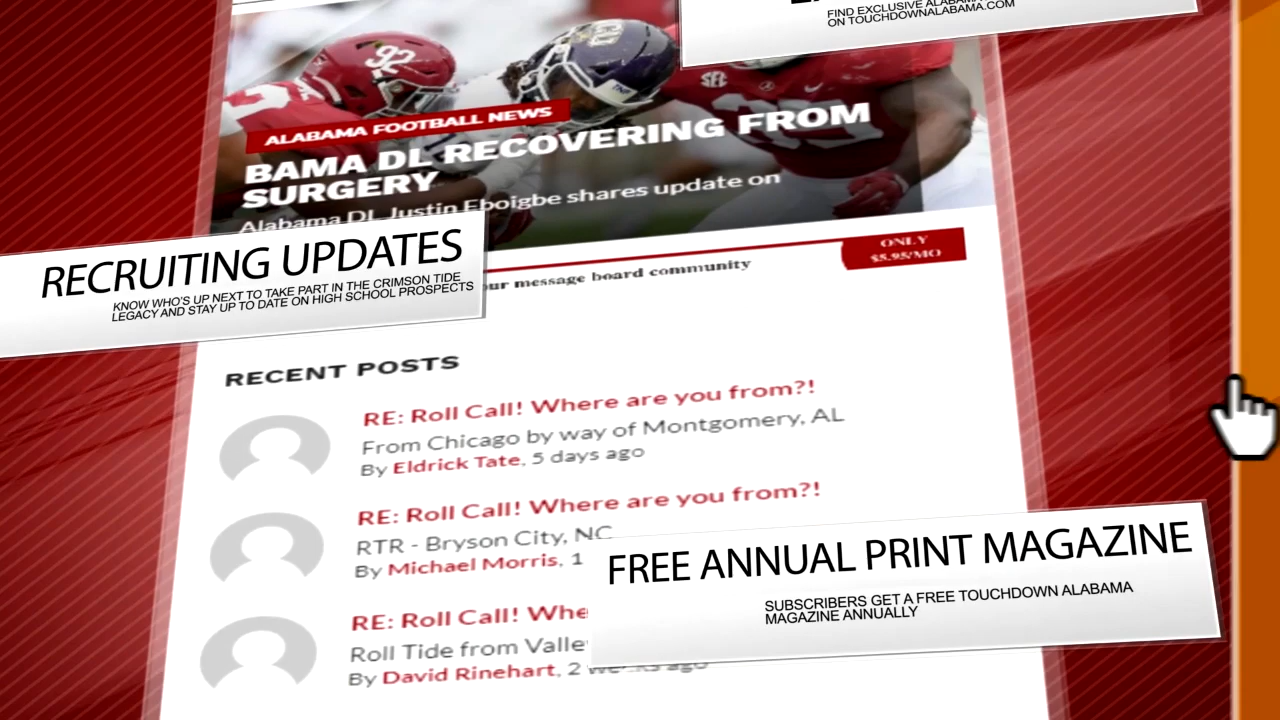 FIND EXCLUSIVE ALABAMA
ON TOUCHDOWNALABAMA.COM
92
SEC
ALABAMA FOOTBALL NEWS
BAMA DL RECOVERING FROM
SURGERY
Alabama DL Justin Eboigbe shares update on
RECRUITING UPDATES
KNOW WHO'S UP NEXT TO TAKE PART IN THE CRIMSON TIDE
LEGACY AND STAY UP TO DATE ON HIGH SCHOOL PROSPECTS
ONLY
$5.95/MO
our message board community
RECENT POSTS
RE: Roll Call! Where are you from?!
From Chicago by way of Montgomery, AL
By Eldrick Tate, 5 days ago
RE: Roll Call! Where are you from?!
RTR - Bryson City, NC
By Michael Morris, 1
FREE ANNUAL PRINT MAGAZINE
SUBSCRIBERS GET A FREE TOUCHDOWN ALABAMA
MAGAZINE ANNUALLY
RE: Roll Call! Whe
Roll Tide from Valle
By David Rinehart, 2 weeks ago